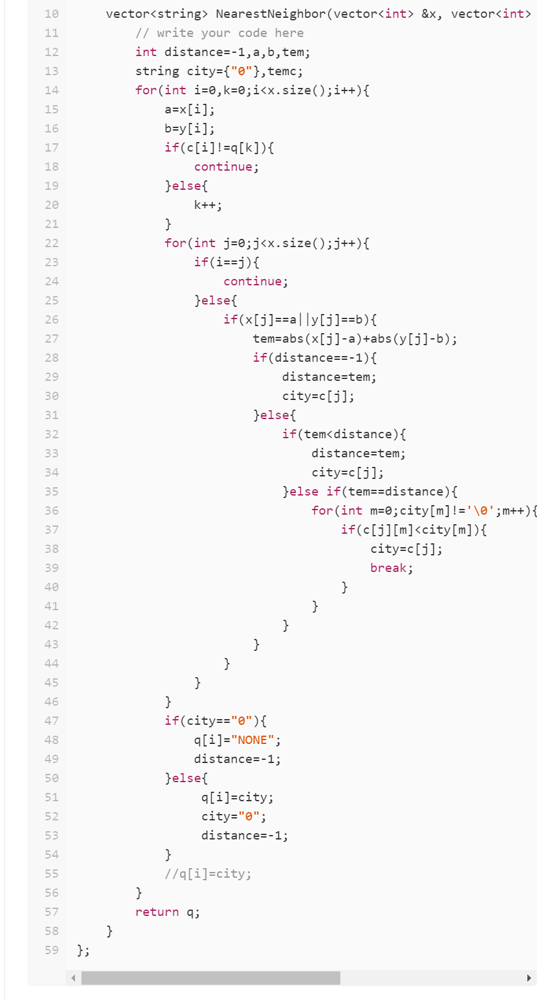 10 vector<string> NearestNeighbor(vector<int> &x, vector<int>
11 // write your code here
12 int distance=-1,a,b,tem;
13 string city={"0"},temc;
14 for(int i=0,k=0;i<x.size();i++){
15 a=x[i];
16 b=y[i];
17 if(c[i]!=q[k]){
18 continue;
19 }else{
20 k++;
21 }
22 for(int j=0;j<x.size();j++){
23 if(i==j){
24 continue;
25 }else{
26 if(x[j]==a||y[j]==b){
27 tem=abs(x[j]-a)+abs(y[j]-b);
28 if(distance==-1){
29 distance=tem;
30 city=c[j];
31 }else{
32 if(tem<distance){
33 distance=tem;
34 city=c[j];
35 }else if(tem==distance){
36 for(int m=0;city[m]!='\0';m++){
37 if(c[j][m]<city[m]){
38 city=c[j];
39 break;
40 }
41 }
42 }
43 }
44 }
45 }
46 }
47 if(city=="0"){
48 q[i]="NONE";
49 distance=-1;
50 }else{
51 q[i]=city;
52 city="0";
53 distance=-1;
54 }
55 //q[i]=city;
56 }
57 return q;
58 }
59 };